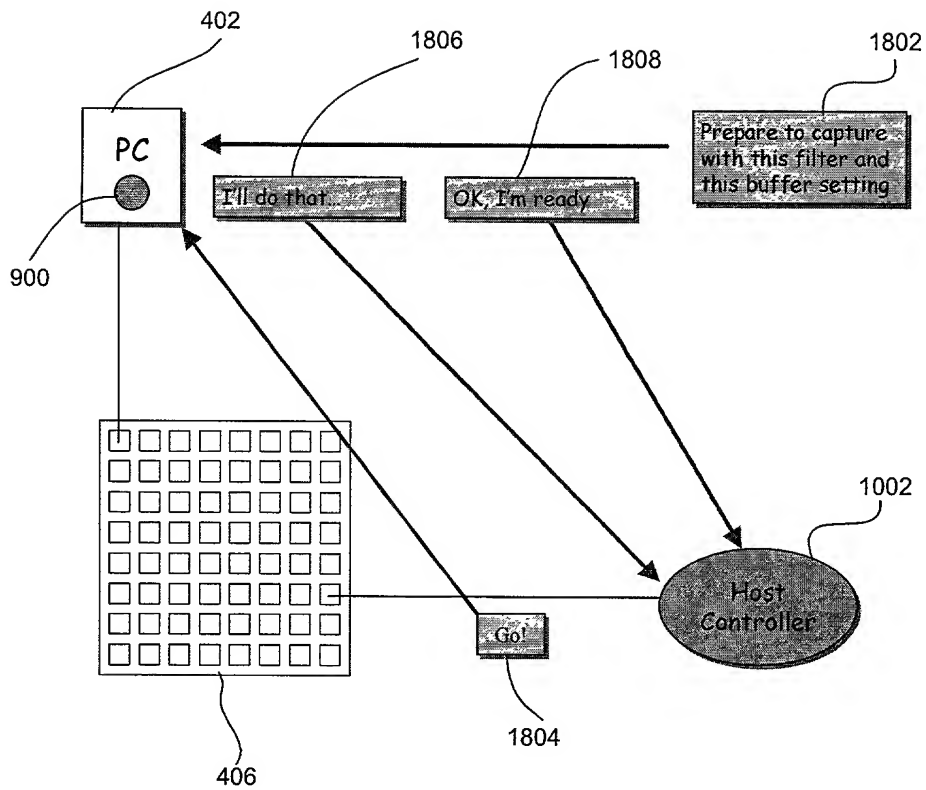 402
1806
1808
1802
PC
Prepare to capture
with this filter and
this buffer setting
I'll do that...
OK, I'm ready
900
1002
Host
Controller
Go!
1804
406